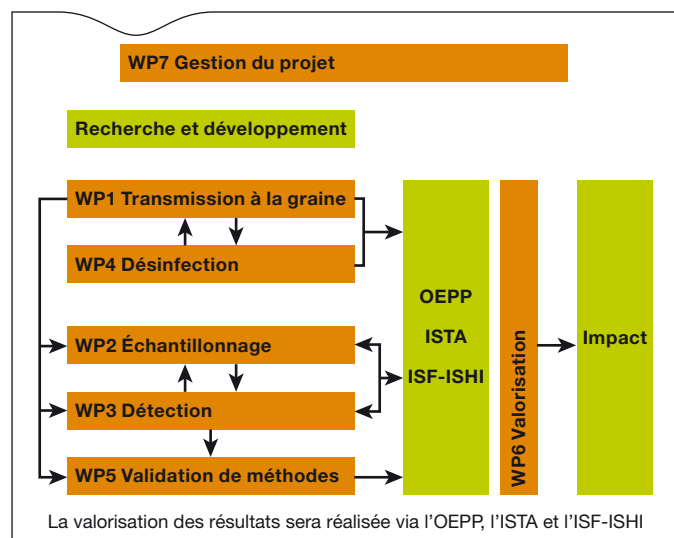 WP7 Gestion du projet
Recherche et développement
WP1 Transmission à la graine
WP4 Désinfection
WP2 Échantillonnage
WP3 Détection
WP5 Validation de méthodes
OEPP
ISTA
ISF-ISHI
WP6 Valorisation
Impact
La valorisation des résultats sera réalisée via l’OEPP, l’ISTA et l’ISF-ISHI